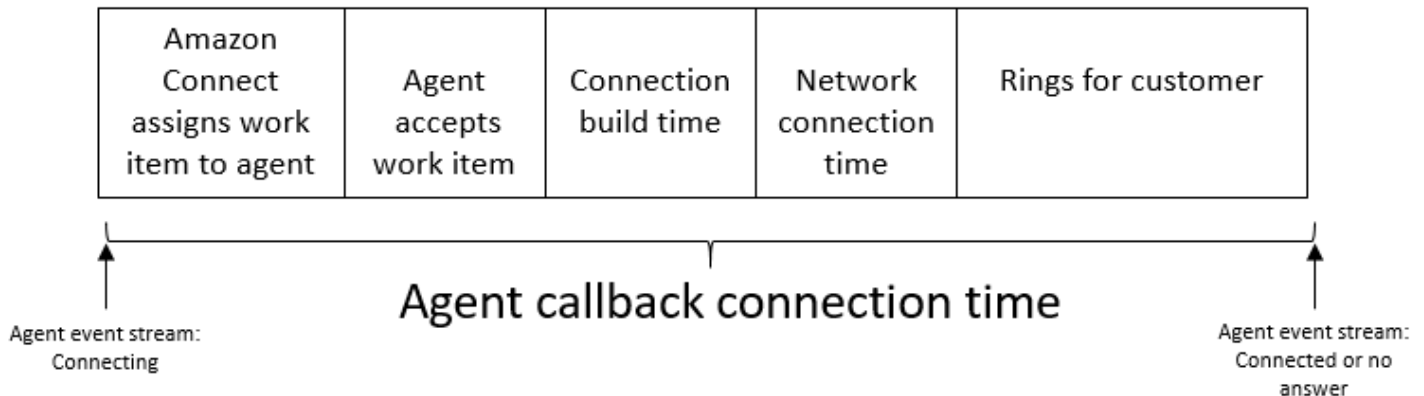 Amazon
Connect
assigns work
item to agent
Agent
accepts
work item
Connection
build time
Network
connection
time
Rings for customer
Agent callback connection time
Agent event stream:
Connecting
Agent event stream:
Connected or no
answer